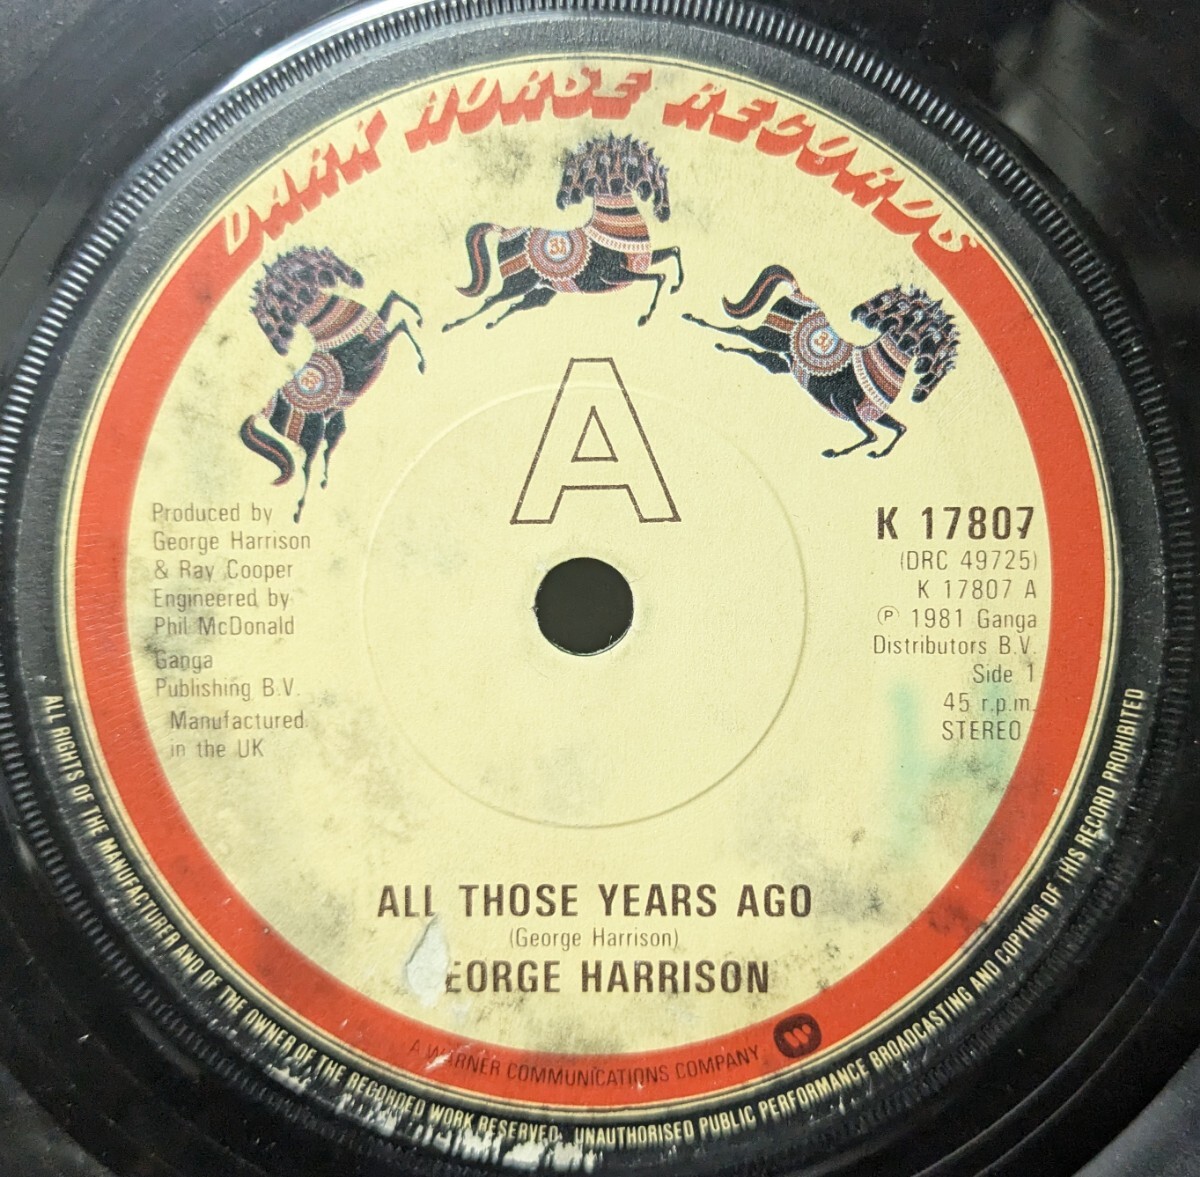 DARK HORSE RECORDS
A
Produced by
George Harrison
& Ray Cooper
Engineered by
Phil McDonald
Ganga
Publishing B.V.
Manufactured
in the UK
K 17807
(DRC 49725)
K 17807 A
℗ 1981 Ganga
Distributors B.V.
Side 1
45 r.p.m.
STEREO
ALL THOSE YEARS AGO
(George Harrison)
EORGE HARRISON
A WARNER COMMUNICATIONS COMPANY
ALL RIGHTS OF THE MANUFACTURER AND OF THE OWNER OF THE RECORDED WORK RESERVED. UNAUTHORISED PUBLIC PERFORMANCE BROADCASTING AND COPYING OF THIS RECORD PROHIBITED